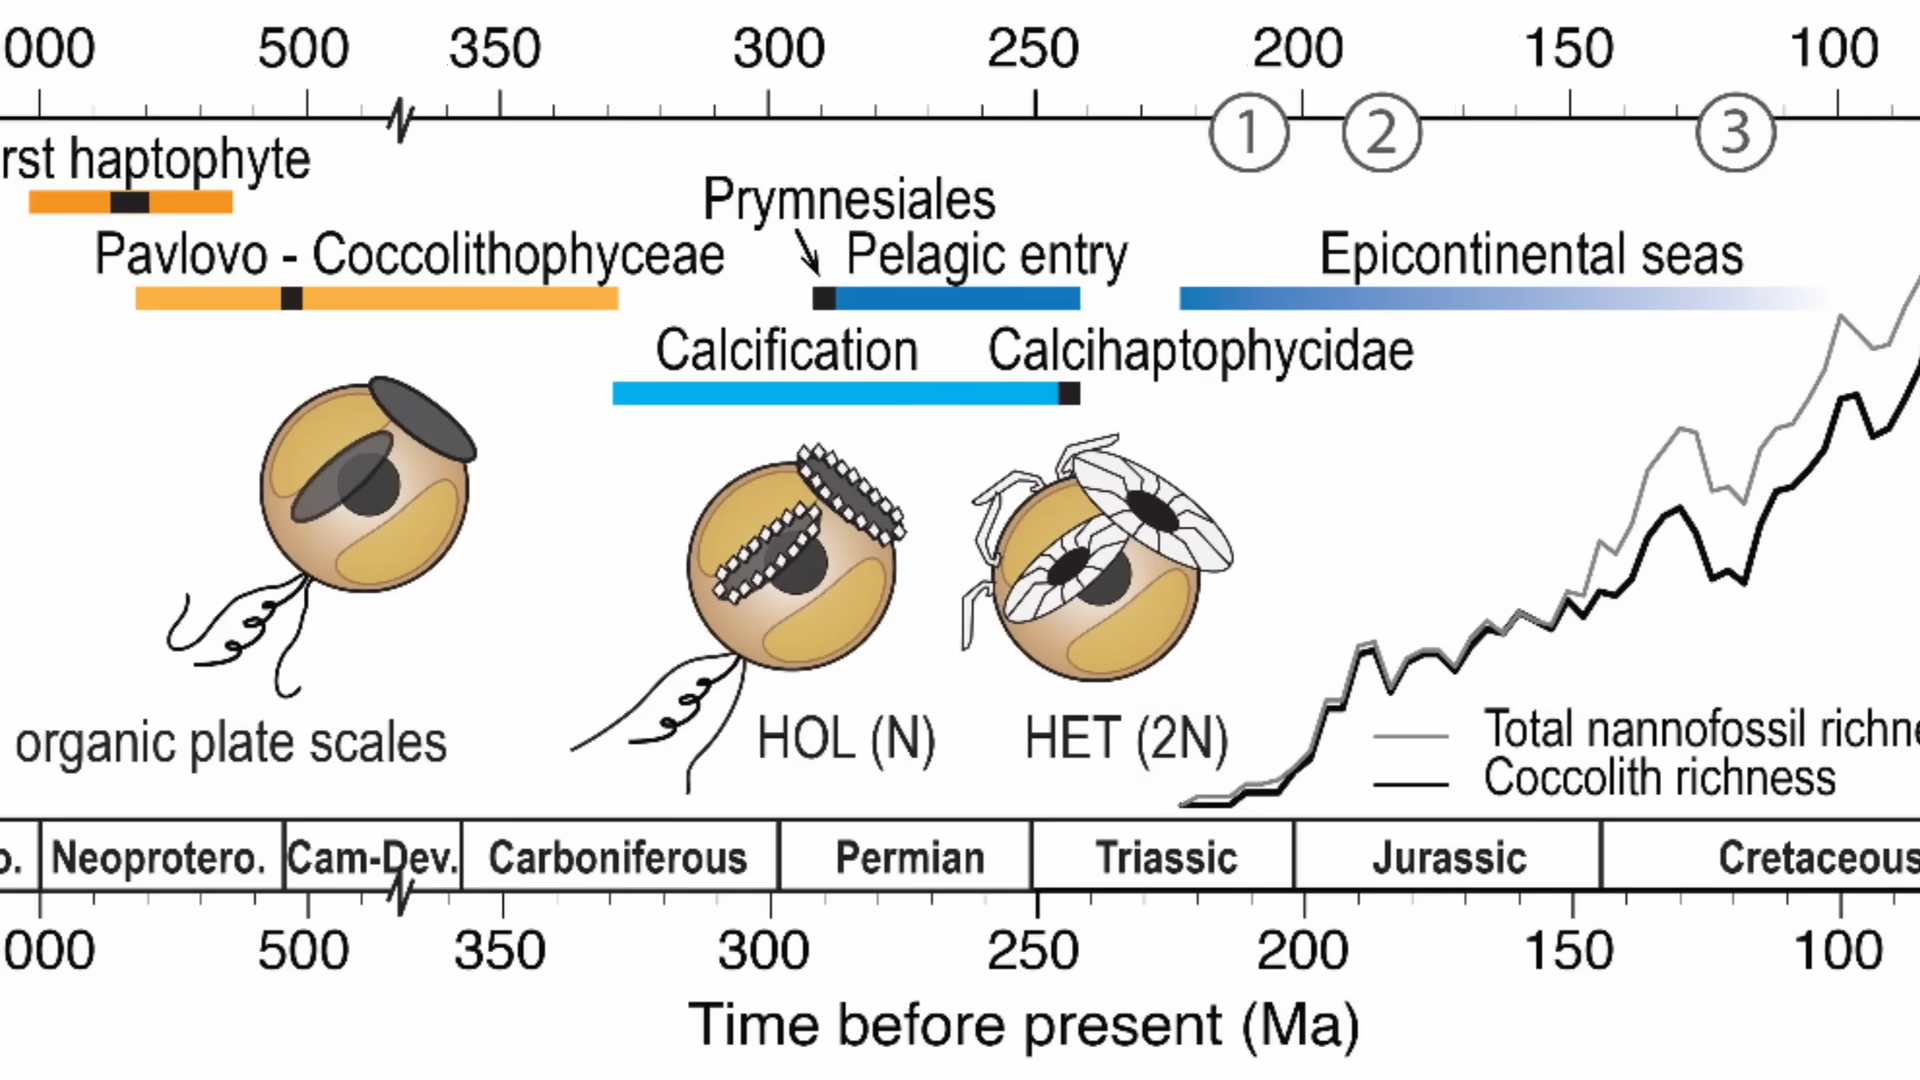 000 500 350 300 250 200 150 100
1 2 3
rst haptophyte
Prymnesiales
Pavlovo - Coccolithophyceae
Pelagic entry
Epicontinental seas
Calcification
Calcihaptophycidae
organic plate scales
HOL (N)
HET (2N)
Total nannofossil richne
Coccolith richness
o. Neoprotero. Cam-Dev. Carboniferous Permian Triassic Jurassic Cretaceous
000 500 350 300 250 200 150 100
Time before present (Ma)